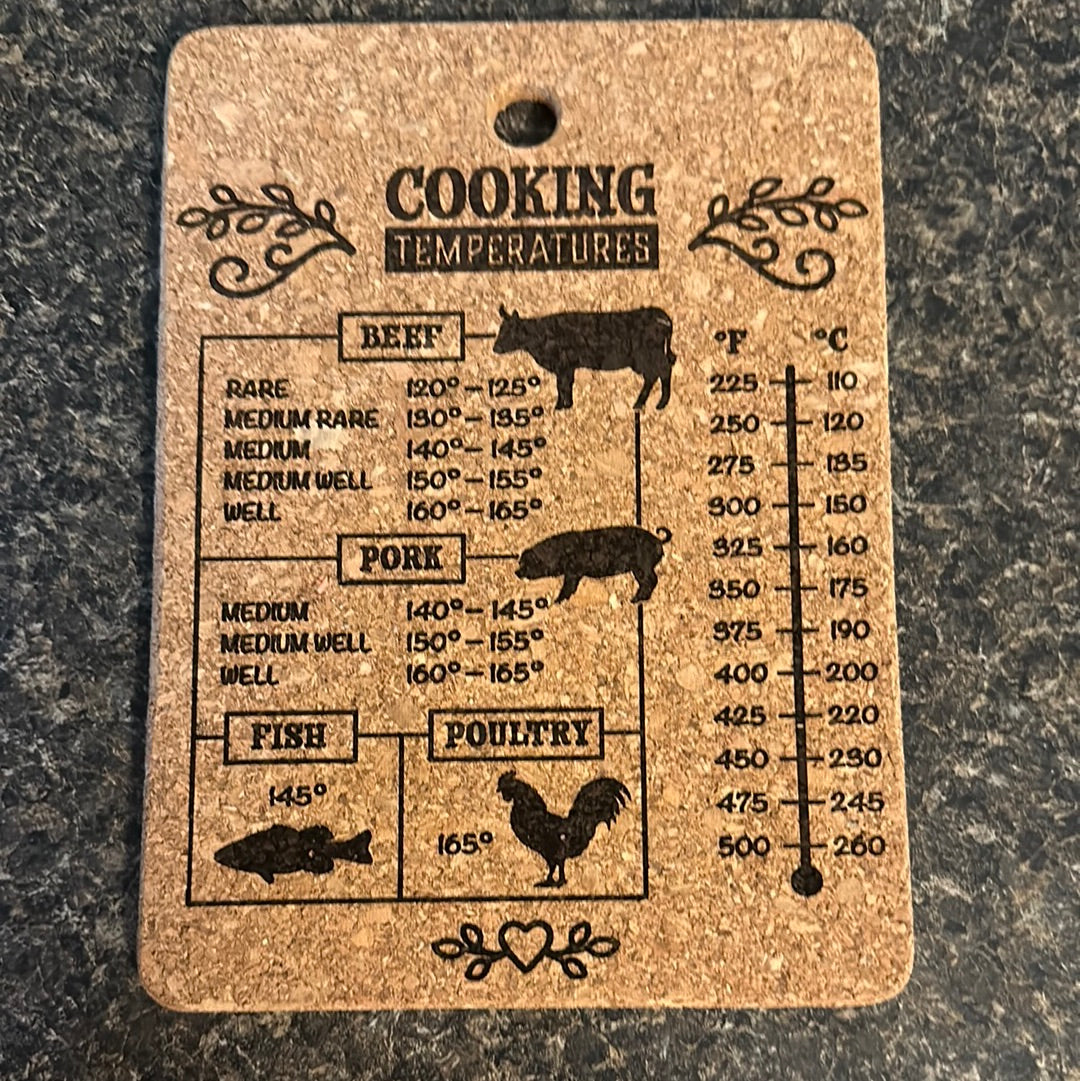 COOKING
TEMPERATURES
BEEF
RARE 120° – 125°
MEDIUM RARE 130° – 135°
MEDIUM 140° – 145°
MEDIUM WELL 150° – 155°
WELL 160° – 165°
PORK
MEDIUM 140° – 145°
MEDIUM WELL 150° – 155°
WELL 160° – 165°
FISH
145°
POULTRY
165°
°F °C
225 110
250 120
275 135
300 150
325 160
350 175
375 190
400 200
425 220
450 230
475 245
500 260